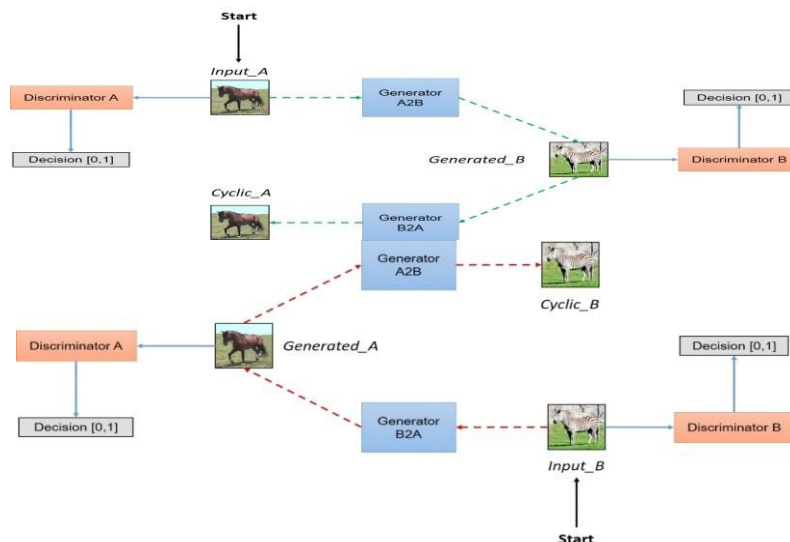 Start
Input_A
Discriminator A
Generator
A2B
Decision [0,1]
Decision [0,1]
Generated_B
Discriminator B
Cyclic_A
Generator
B2A
Generator
A2B
Cyclic_B
Discriminator A
Generated_A
Decision [0,1]
Decision [0,1]
Generator
B2A
Discriminator B
Input_B
Start